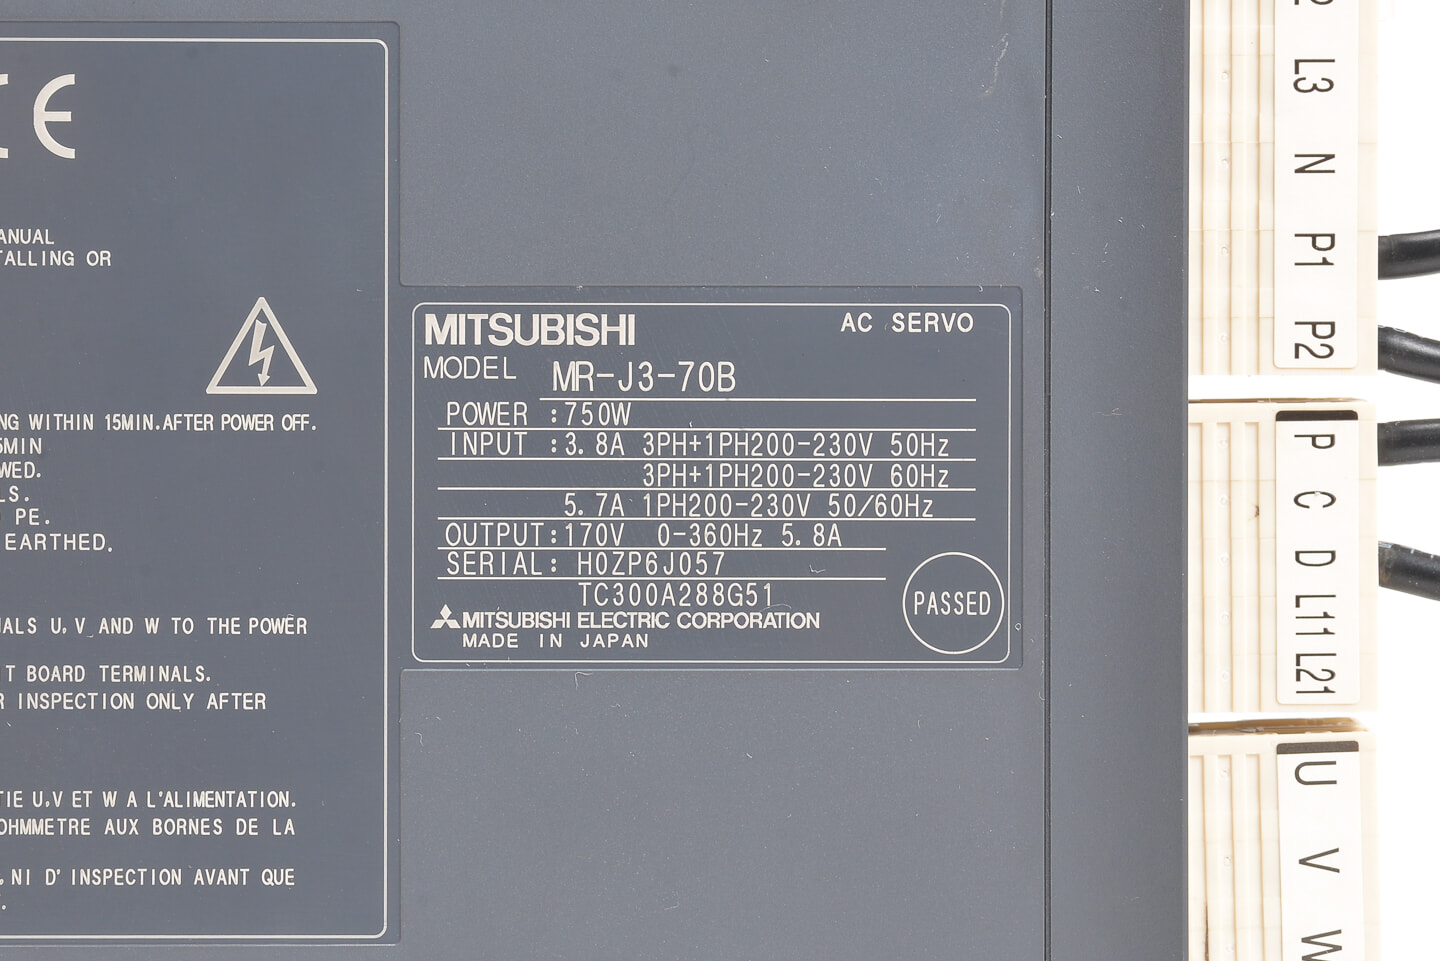 CE
ANUAL
TALLING OR
NG WITHIN 15MIN.AFTER POWER OFF.
5MIN
WED.
LS.
PE.
EARTHED.
NALS U,V AND W TO THE POWER
T BOARD TERMINALS.
R INSPECTION ONLY AFTER
TIE U,V ET W A L'ALIMENTATION.
OHMMETRE AUX BORNES DE LA
.NI D' INSPECTION AVANT QUE
MITSUBISHI AC SERVO
MODEL MR-J3-70B
POWER :750W
INPUT :3.8A 3PH+1PH200-230V 50Hz
3PH+1PH200-230V 60Hz
5.7A 1PH200-230V 50/60Hz
OUTPUT:170V 0-360Hz 5.8A
SERIAL: H0ZP6J057
TC300A288G51
MITSUBISHI ELECTRIC CORPORATION
MADE IN JAPAN
PASSED
L3 N P1 P2
P C D L11 L21
U V W